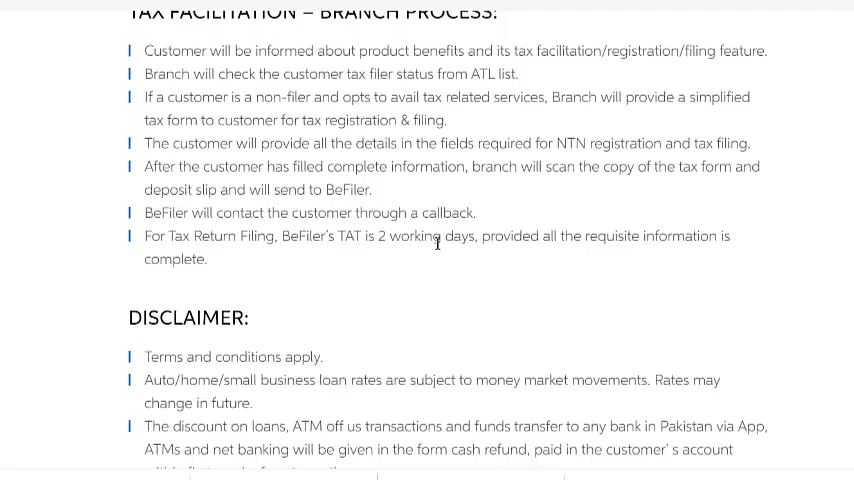 TAX FACILITATION – BRANCH PROCESS:
Customer will be informed about product benefits and its tax facilitation/registration/filing feature.
Branch will check the customer tax filer status from ATL list.
If a customer is a non-filer and opts to avail tax related services, Branch will provide a simplified
tax form to customer for tax registration & filing.
The customer will provide all the details in the fields required for NTN registration and tax filing.
After the customer has filled complete information, branch will scan the copy of the tax form and
deposit slip and will send to BeFiler.
BeFiler will contact the customer through a callback.
For Tax Return Filing, BeFiler's TAT is 2 working days, provided all the requisite information is
complete.
DISCLAIMER:
Terms and conditions apply.
Auto/home/small business loan rates are subject to money market movements. Rates may
change in future.
The discount on loans, ATM off us transactions and funds transfer to any bank in Pakistan via App,
ATMs and net banking will be given in the form cash refund, paid in the customer' s account